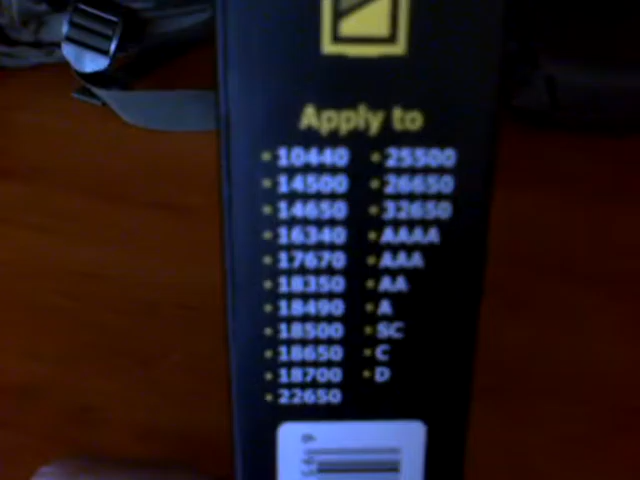 Apply to
• 10440 • 25500
• 14500 • 26650
• 14650 • 32650
• 16340 • AAAA
• 17670 • AAA
• 18350 • AA
• 18490 • A
• 18500 • SC
• 18650 • C
• 18700 • D
• 22650